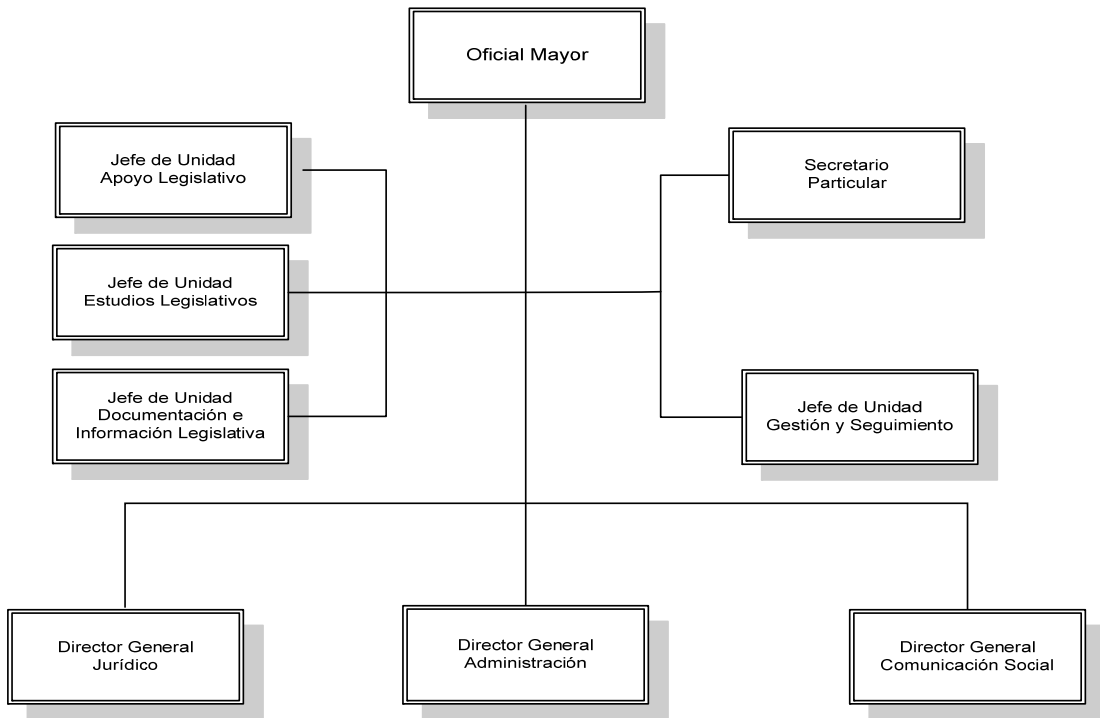 Oficial Mayor
Jefe de Unidad
Apoyo Legislativo
Secretario
Particular
Jefe de Unidad
Estudios Legislativos
Jefe de Unidad
Documentación e
Información Legislativa
Jefe de Unidad
Gestión y Seguimiento
Director General
Jurídico
Director General
Administración
Director General
Comunicación Social